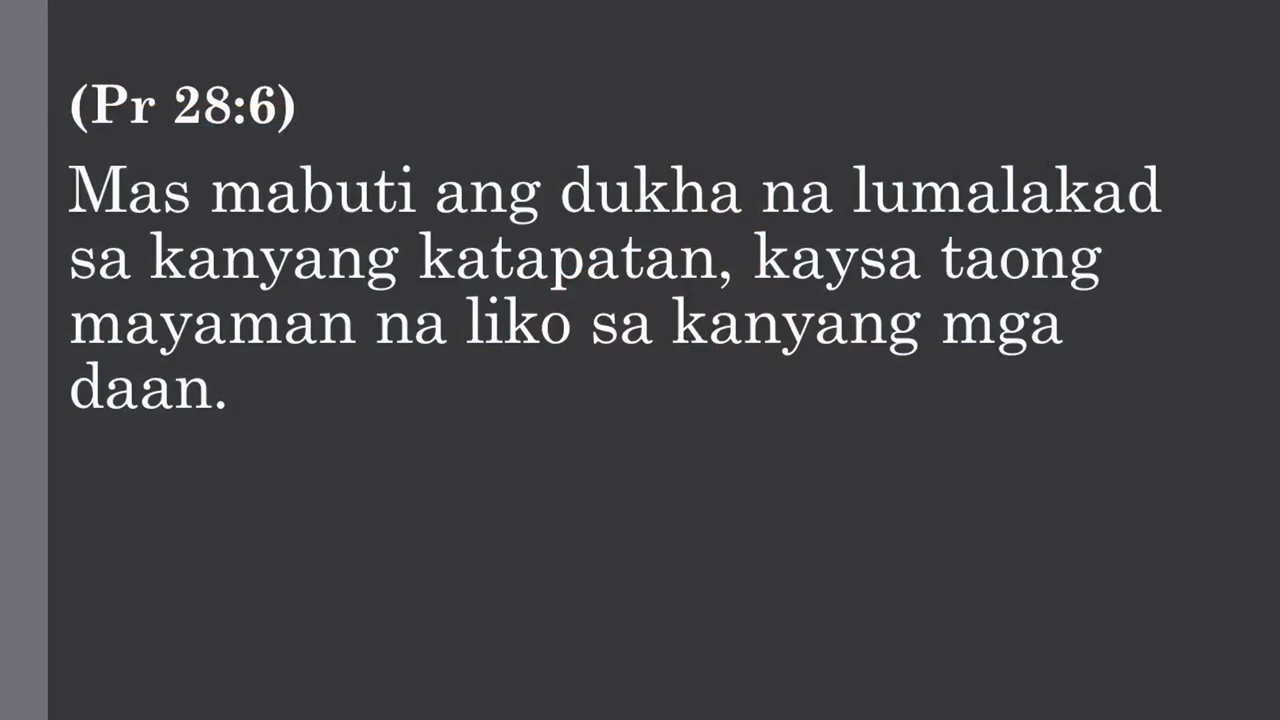 (Pr 28:6)
Mas mabuti ang dukha na lumalakad
sa kanyang katapatan, kaysa taong
mayaman na liko sa kanyang mga
daan.